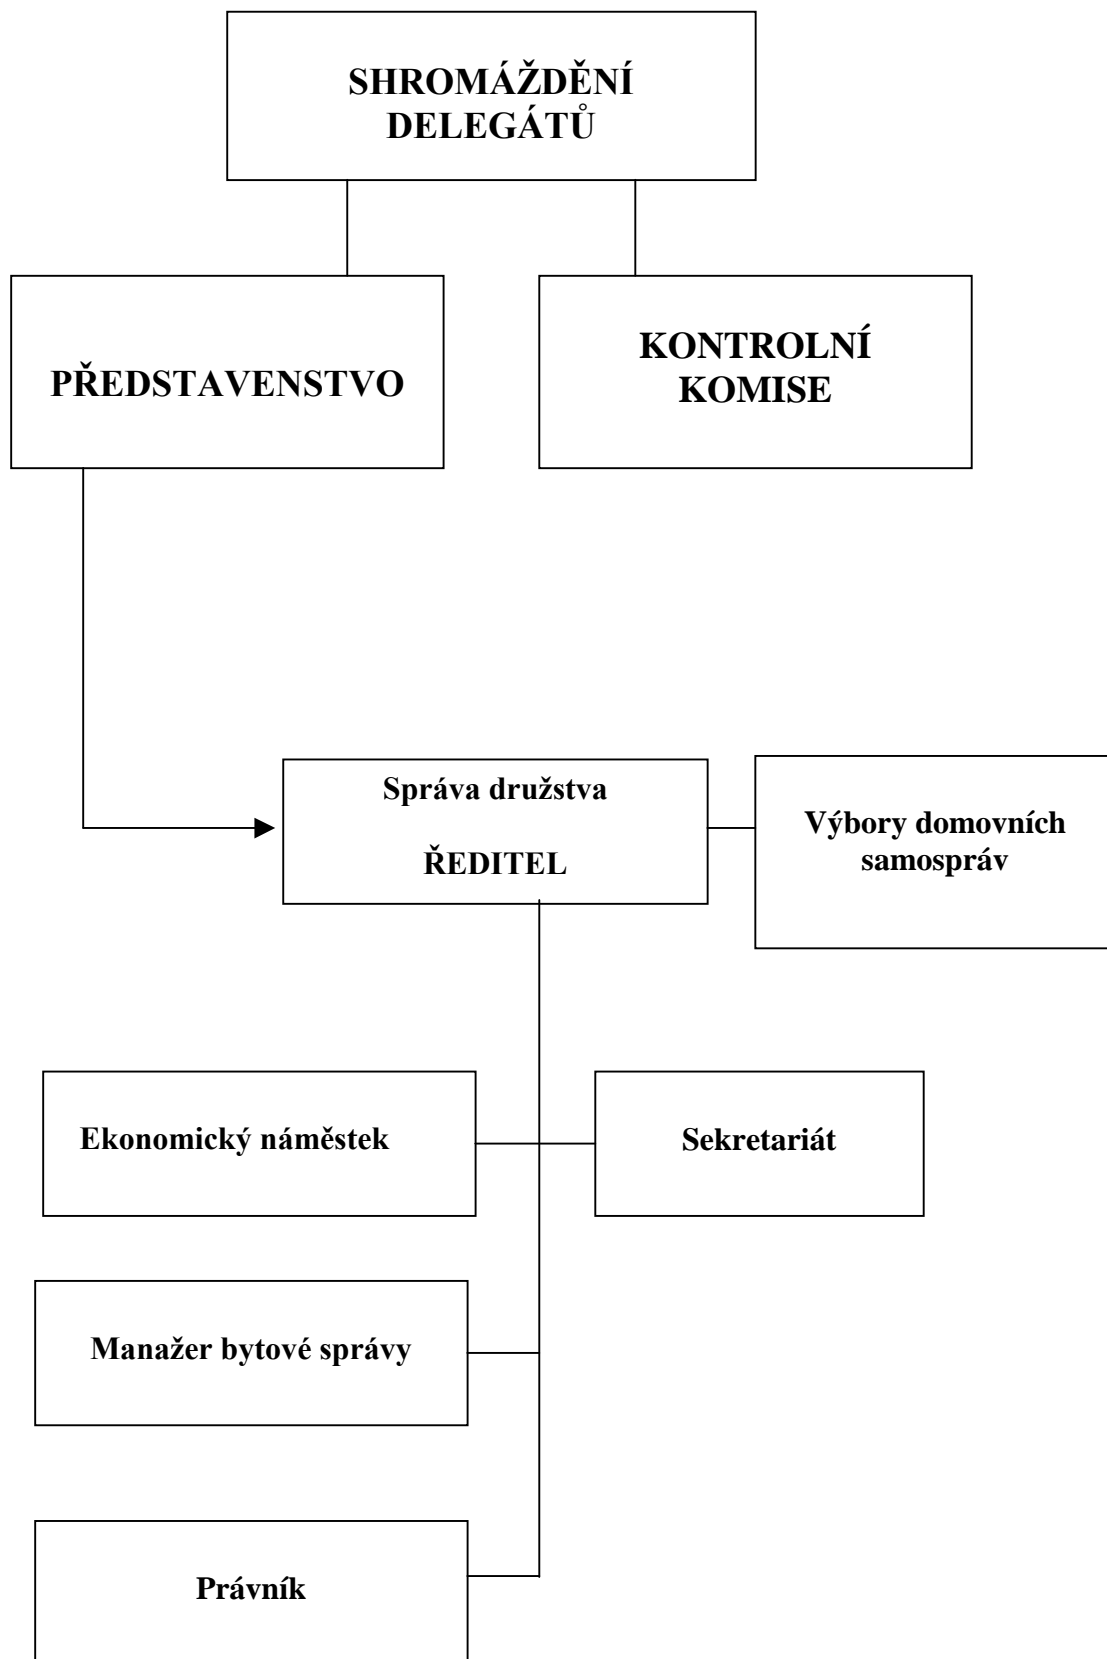 SHROMÁŽDĚNÍ
DELEGÁTŮ
PŘEDSTAVENSTVO
KONTROLNÍ
KOMISE
Správa družstva
ŘEDITEL
Výbory domovních
samospráv
Ekonomický náměstek
Sekretariát
Manažer bytové správy
Právník